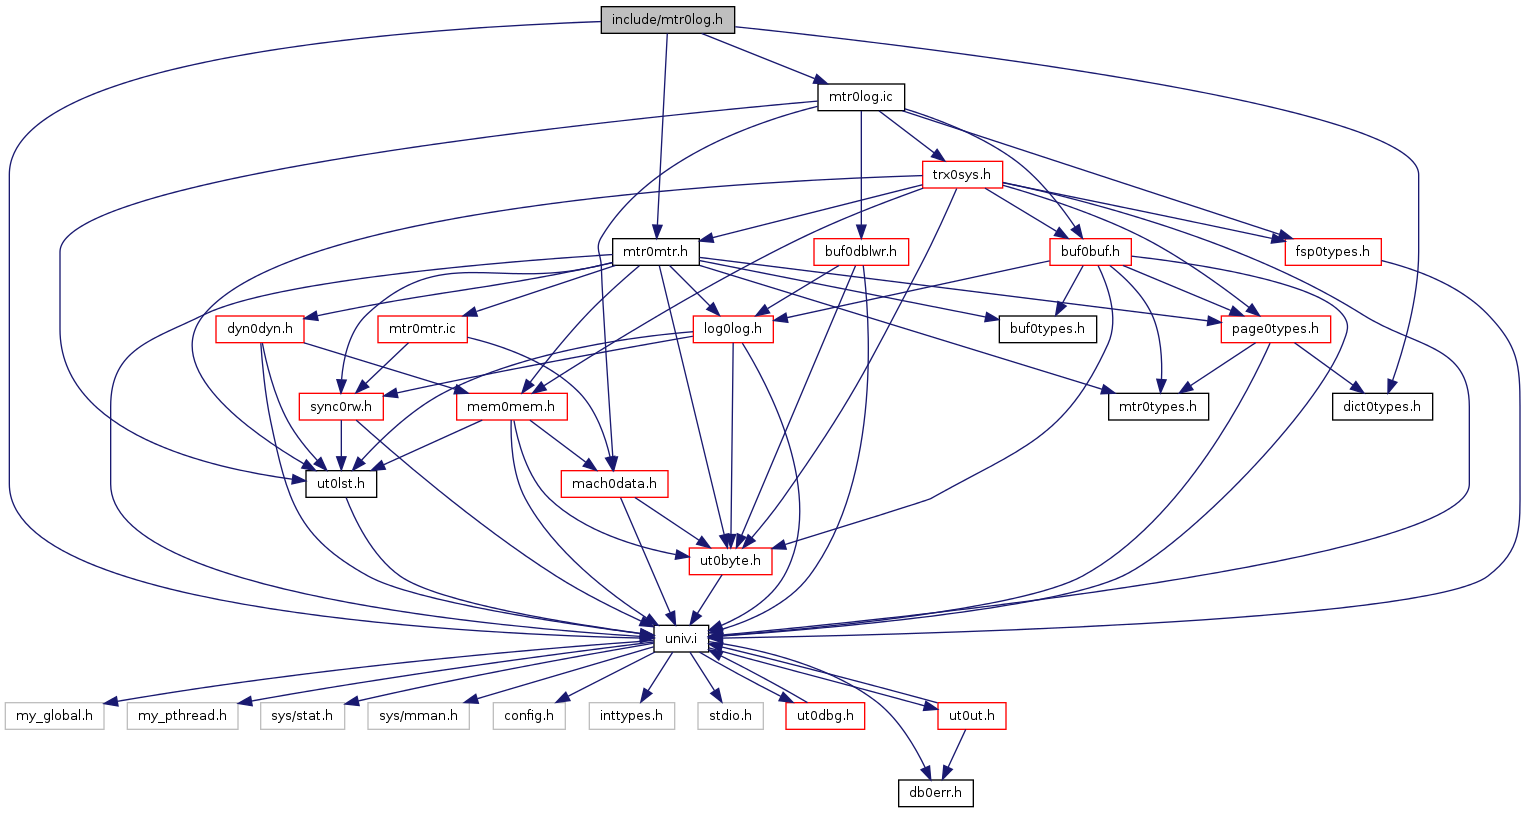 include/mtr0log.h
mtr0log.ic
trx0sys.h
mtr0mtr.h
buf0dblwr.h
buf0buf.h
fsp0types.h
dyn0dyn.h
mtr0mtr.ic
log0log.h
buf0types.h
page0types.h
sync0rw.h
mem0mem.h
mtr0types.h
dict0types.h
ut0lst.h
mach0data.h
ut0byte.h
univ.i
my_global.h
my_pthread.h
sys/stat.h
sys/mman.h
config.h
inttypes.h
stdio.h
ut0dbg.h
ut0ut.h
db0err.h